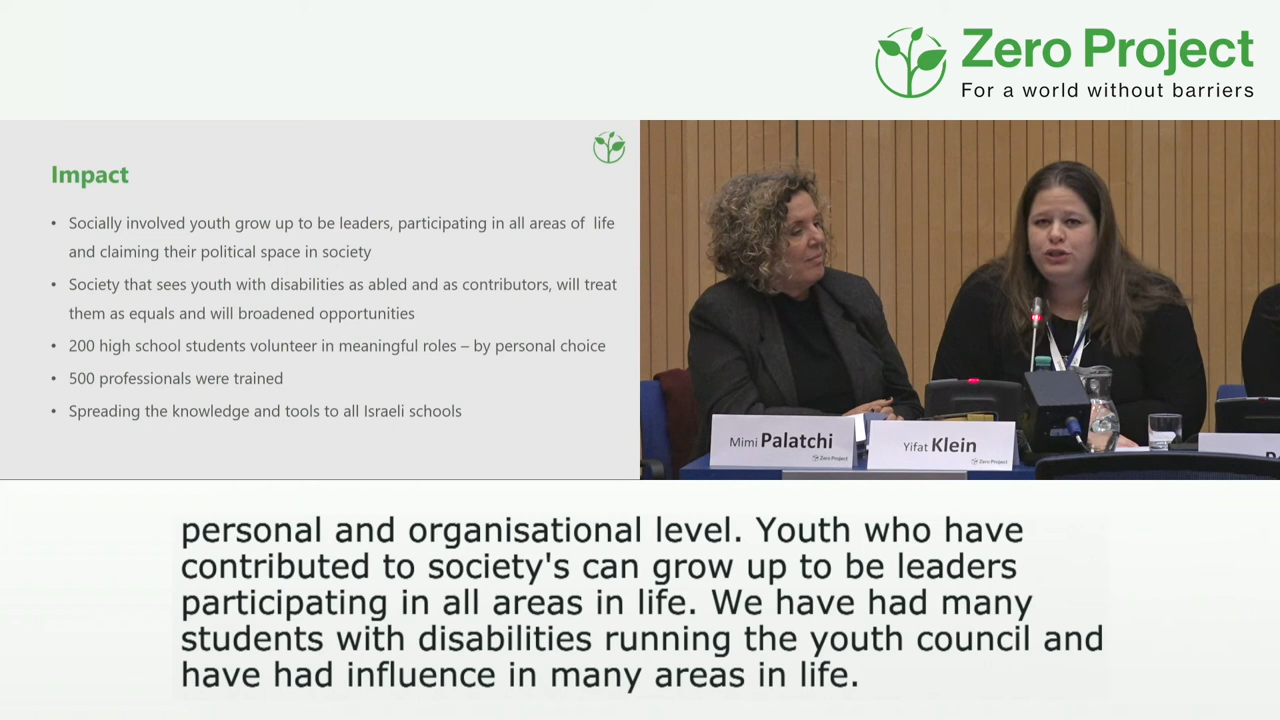 Zero Project
For a world without barriers
Impact
• Socially involved youth grow up to be leaders, participating in all areas of life
and claiming their political space in society
• Society that sees youth with disabilities as abled and as contributors, will treat
them as equals and will broadened opportunities
• 200 high school students volunteer in meaningful roles – by personal choice
• 500 professionals were trained
• Spreading the knowledge and tools to all Israeli schools
Mimi Palatchi
Zero Project
Yifat Klein
Zero Project
personal and organisational level. Youth who have
contributed to society's can grow up to be leaders
participating in all areas in life. We have had many
students with disabilities running the youth council and
have had influence in many areas in life.